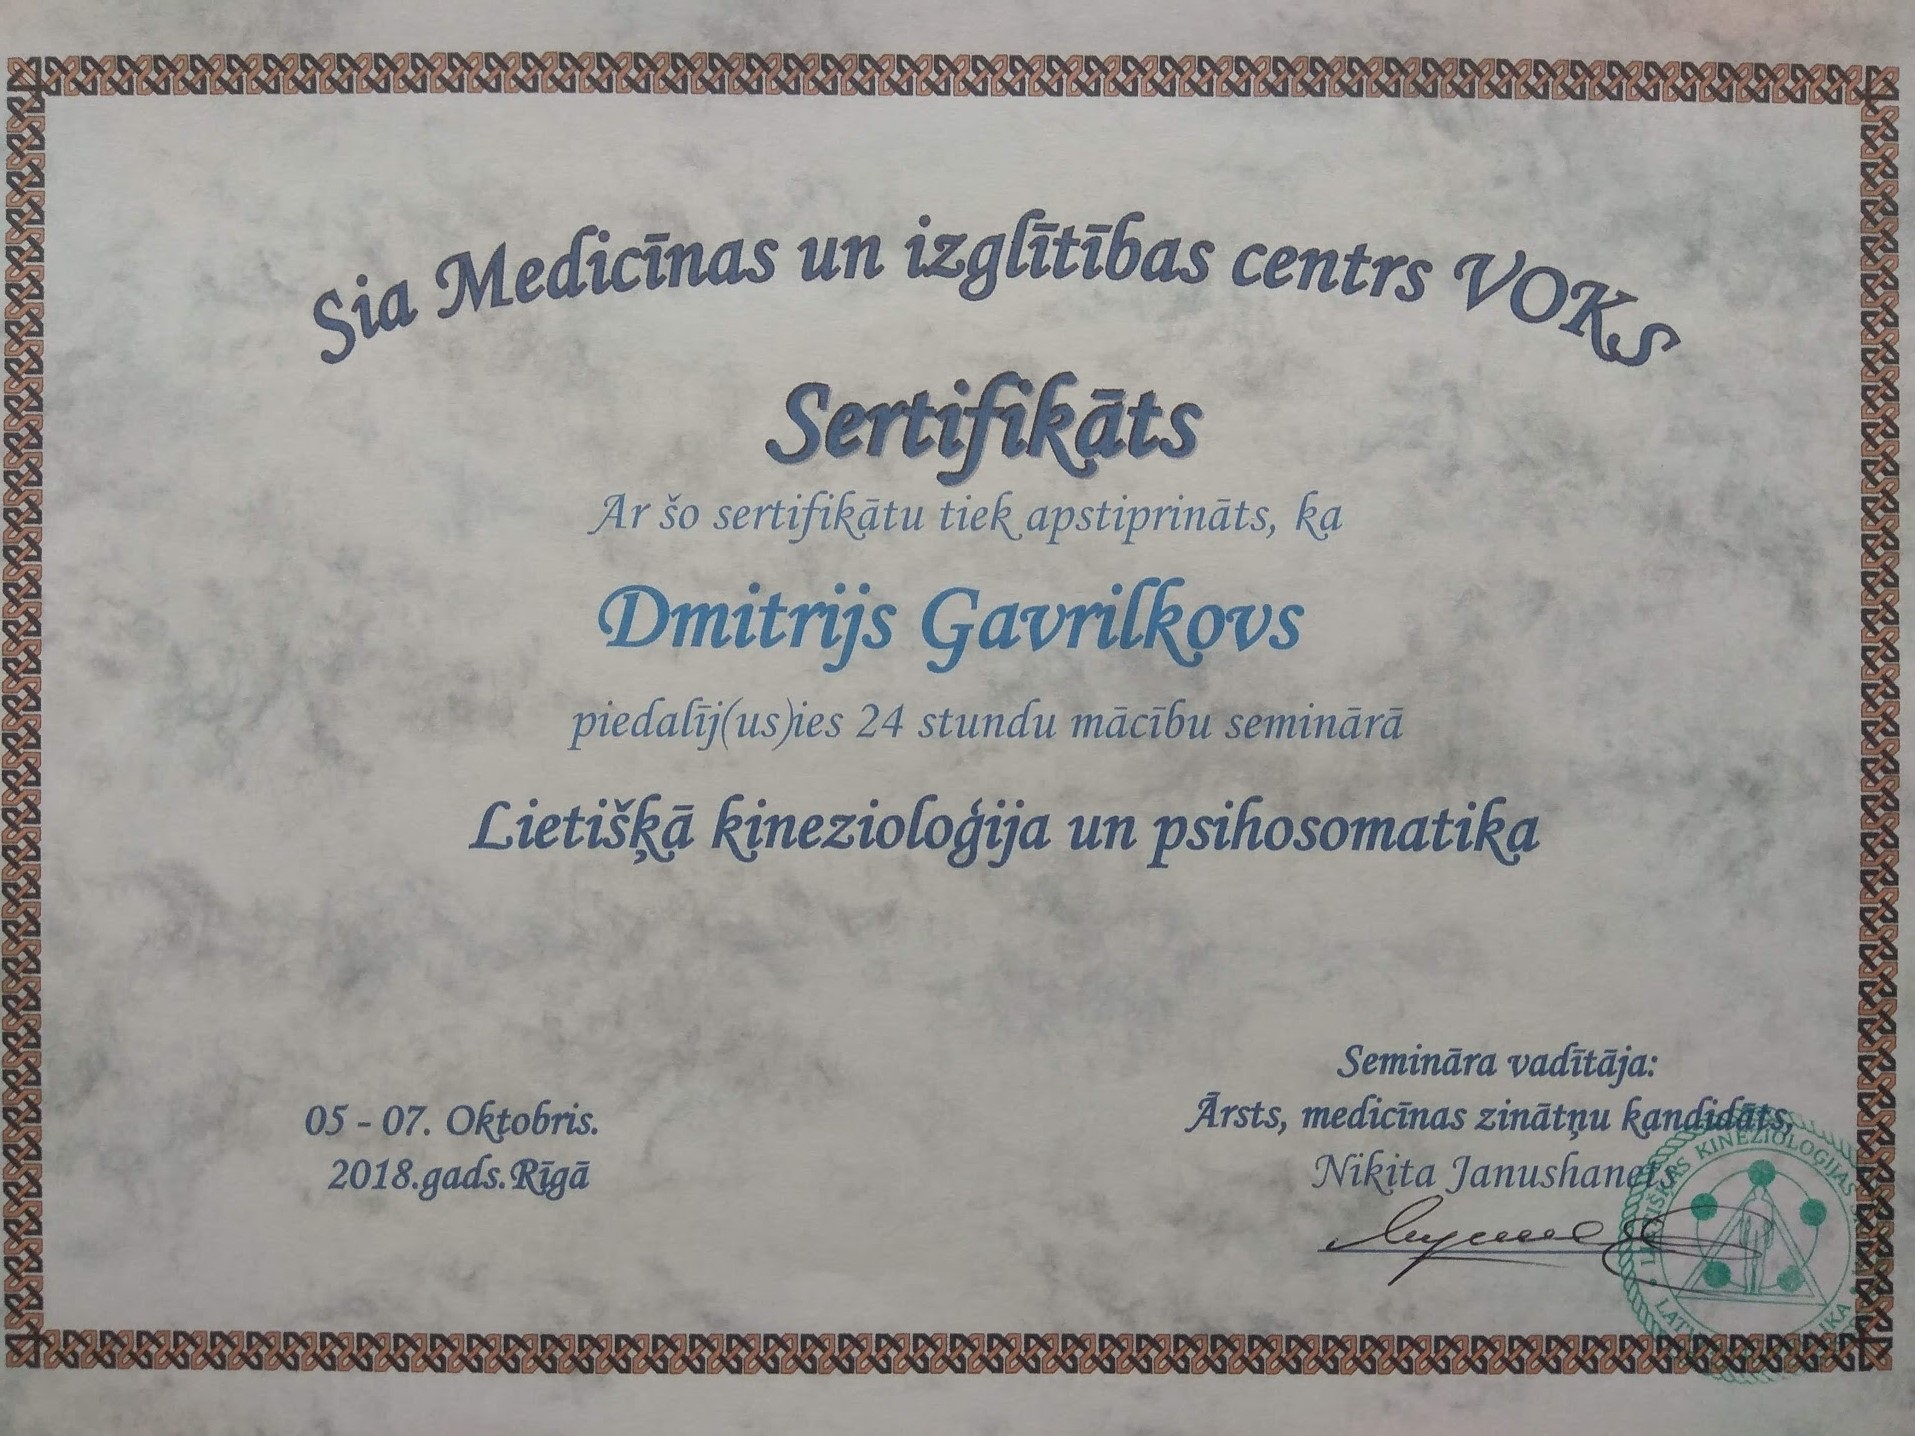 Sia Medicīnas un izglītības centrs VOKS
Sertifikāts
Ar šo sertifikātu tiek apstiprināts, ka
Dmitrijs Gavrilkovs
piedalīj(us)ies 24 stundu mācību seminārā
Lietišķā kinezioloģija un psihosomatika
05 - 07. Oktobris.
2018.gads.Rīgā
Semināra vadītāja:
Ārsts, medicīnas zinātņu kandidāts,
Nikita Janushanets
KINEZIOLOĢIJAS